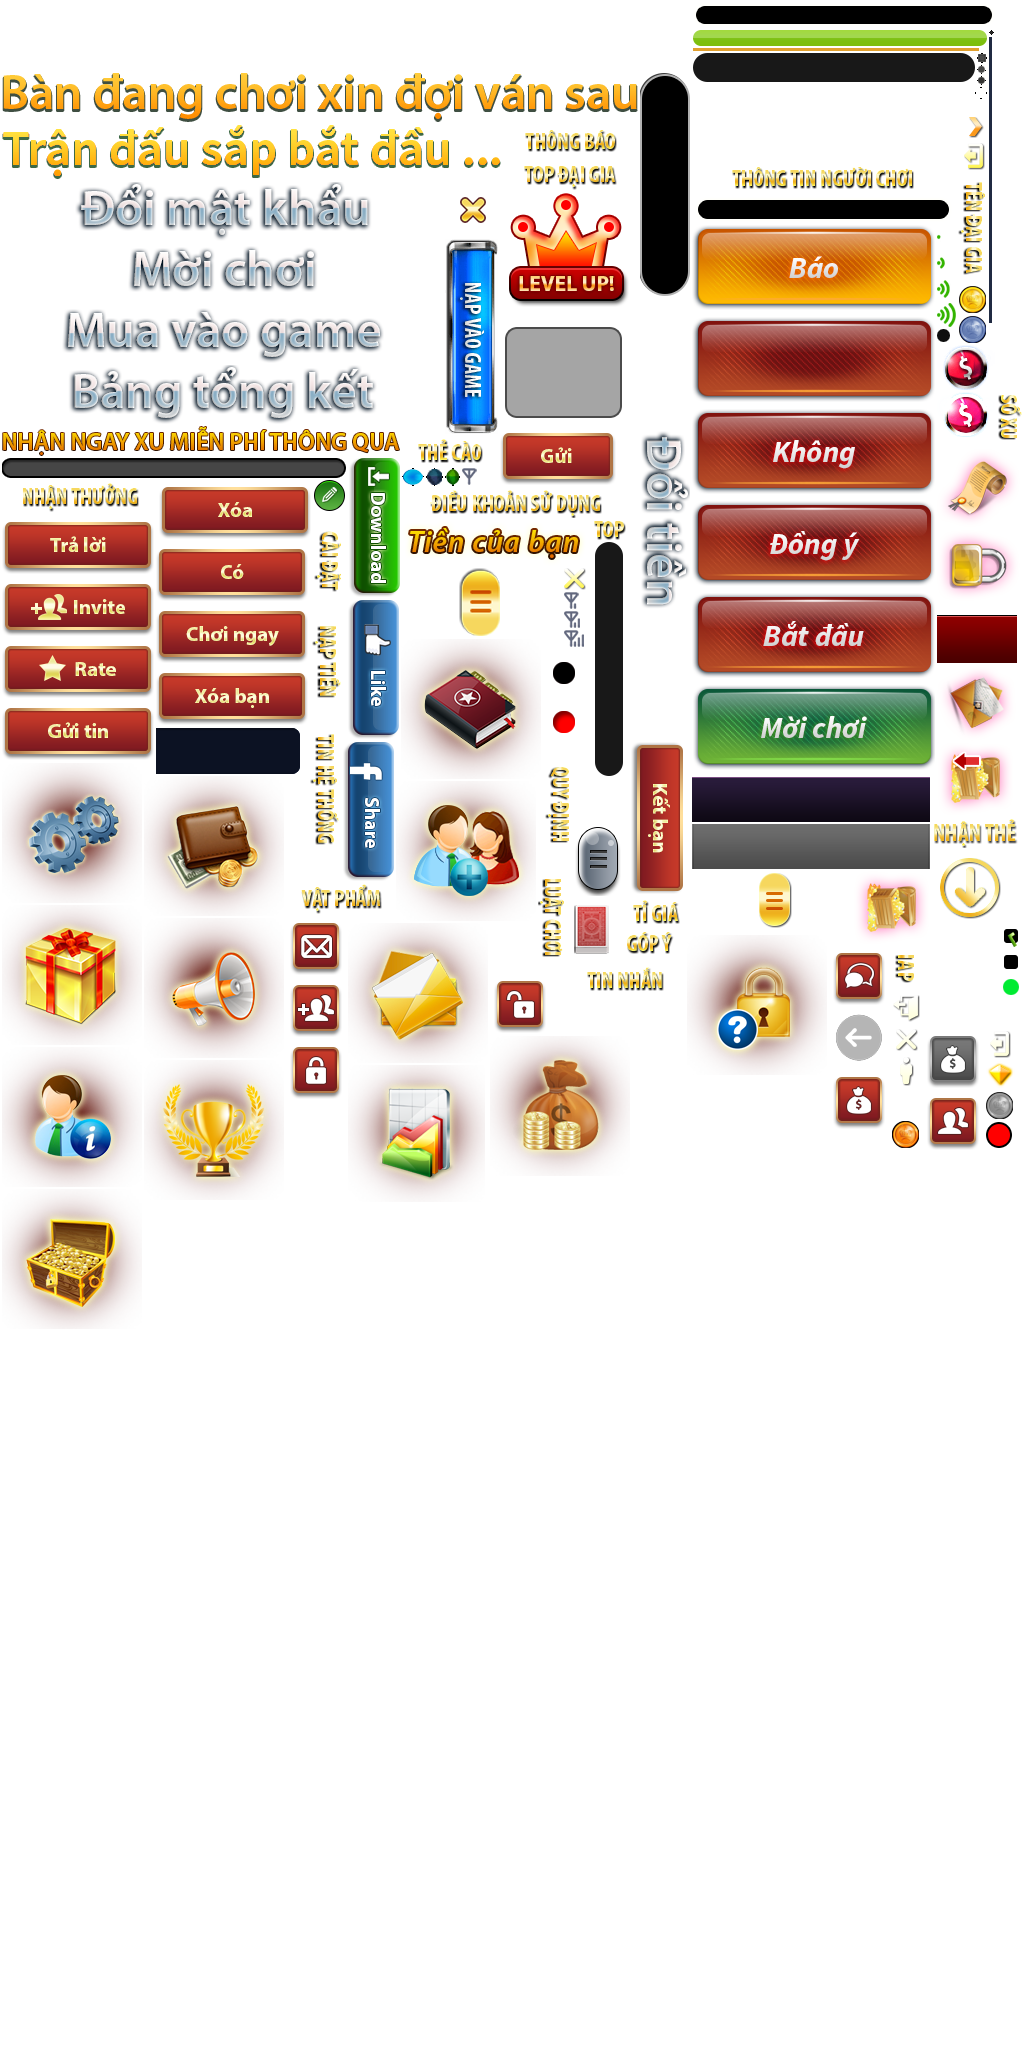 Bàn đang chơi xin đợi ván sau
Trận đấu sắp bắt đầu ...
THÔNG BÁO
TOP ĐẠI GIA
THÔNG TIN NGƯỜI CHƠI
TÊN ĐẠI GIA
Đổi mật khẩu
Mời chơi
Mua vào game
Bảng tổng kết
LEVEL UP!
NẠP VÀO GAME
Báo
Không
Đồng ý
Bắt đầu
Mời chơi
SỐ XU
NHẬN NGAY XU MIỄN PHÍ THÔNG QUA
THẺ CÀO
Gửi
Đổi tiền
NHẬN THƯỞNG
Xóa
Download
ĐIỀU KHOẢN SỬ DỤNG
TOP
Trả lời
Có
CÀI ĐẶT
Tiền của bạn
+ Invite
Chơi ngay
NẠP TIỀN
Like
Rate
Xóa bạn
Gửi tin
TIN HỆ THỐNG
Share
QUY ĐỊNH
Kết bạn
NHẬN THẺ
VẬT PHẨM
LUẬT CHƠI
TỈ GIÁ
GÓP Ý
TIN NHẮN
IAP